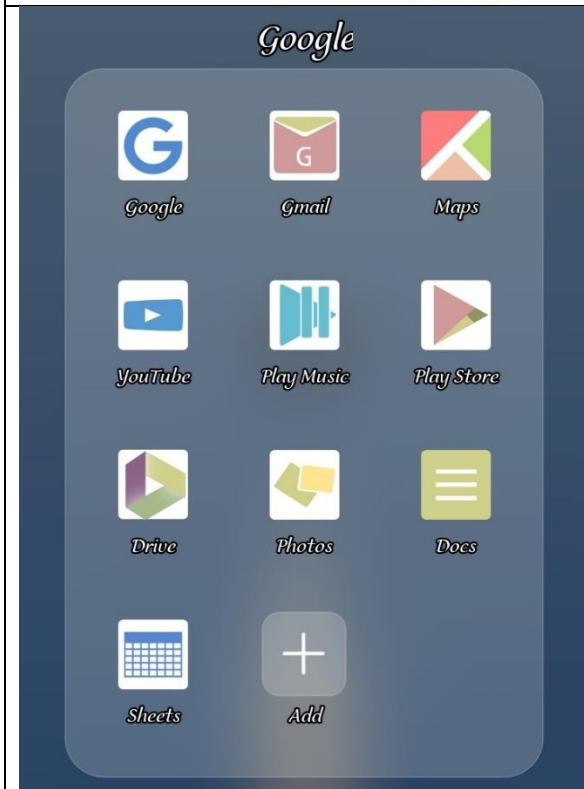 Google
G
G
Google Gmail Maps
YouTube Play Music Play Store
Drive Photos Docs
Sheets Add